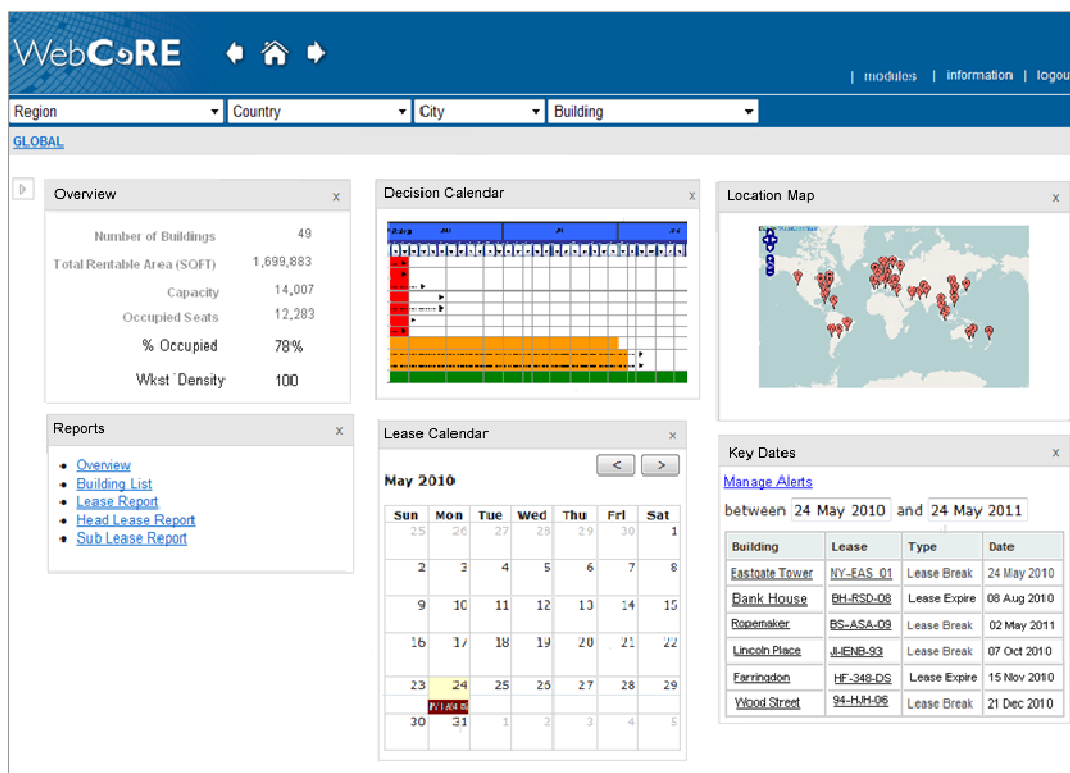 WebCoRE
| modules | information | logou
Region Country City Building
GLOBAL
Overview x
Number of Buildings 49
Total Rentable Area (SOFT) 1,699,883
Capacity 14,007
Occupied Seats 12,283
% Occupied 78%
Wkst Density 100
Reports x
Overview
Building List
Lease Report
Head Lease Report
Sub Lease Report
Decision Calendar x
Lease Calendar x
< >
May 2010
Sun Mon Tue Wed Thu Fri Sat
25 26 27 28 29 30 1
2 3 4 5 6 7 8
9 10 11 12 13 14 15
16 17 18 19 20 21 22
23 24 25 26 27 28 29
30 31 1 2 3 4 5
Location Map x
Key Dates x
Manage Alerts
between 24 May 2010 and 24 May 2011
Building Lease Type Date
Eastgate Tower NY-EAS_01 Lease Break 24 May 2010
Bank House BH-RSD-08 Lease Expire 08 Aug 2010
Ropemaker BS-ASA-09 Lease Break 02 May 2011
Lincoln Place Lease Break 07 Oct 2010
Farringdon HF-348-DS Lease Expire 15 Nov 2010
Wood Street 94-HJH-06 Lease Break 21 Dec 2010